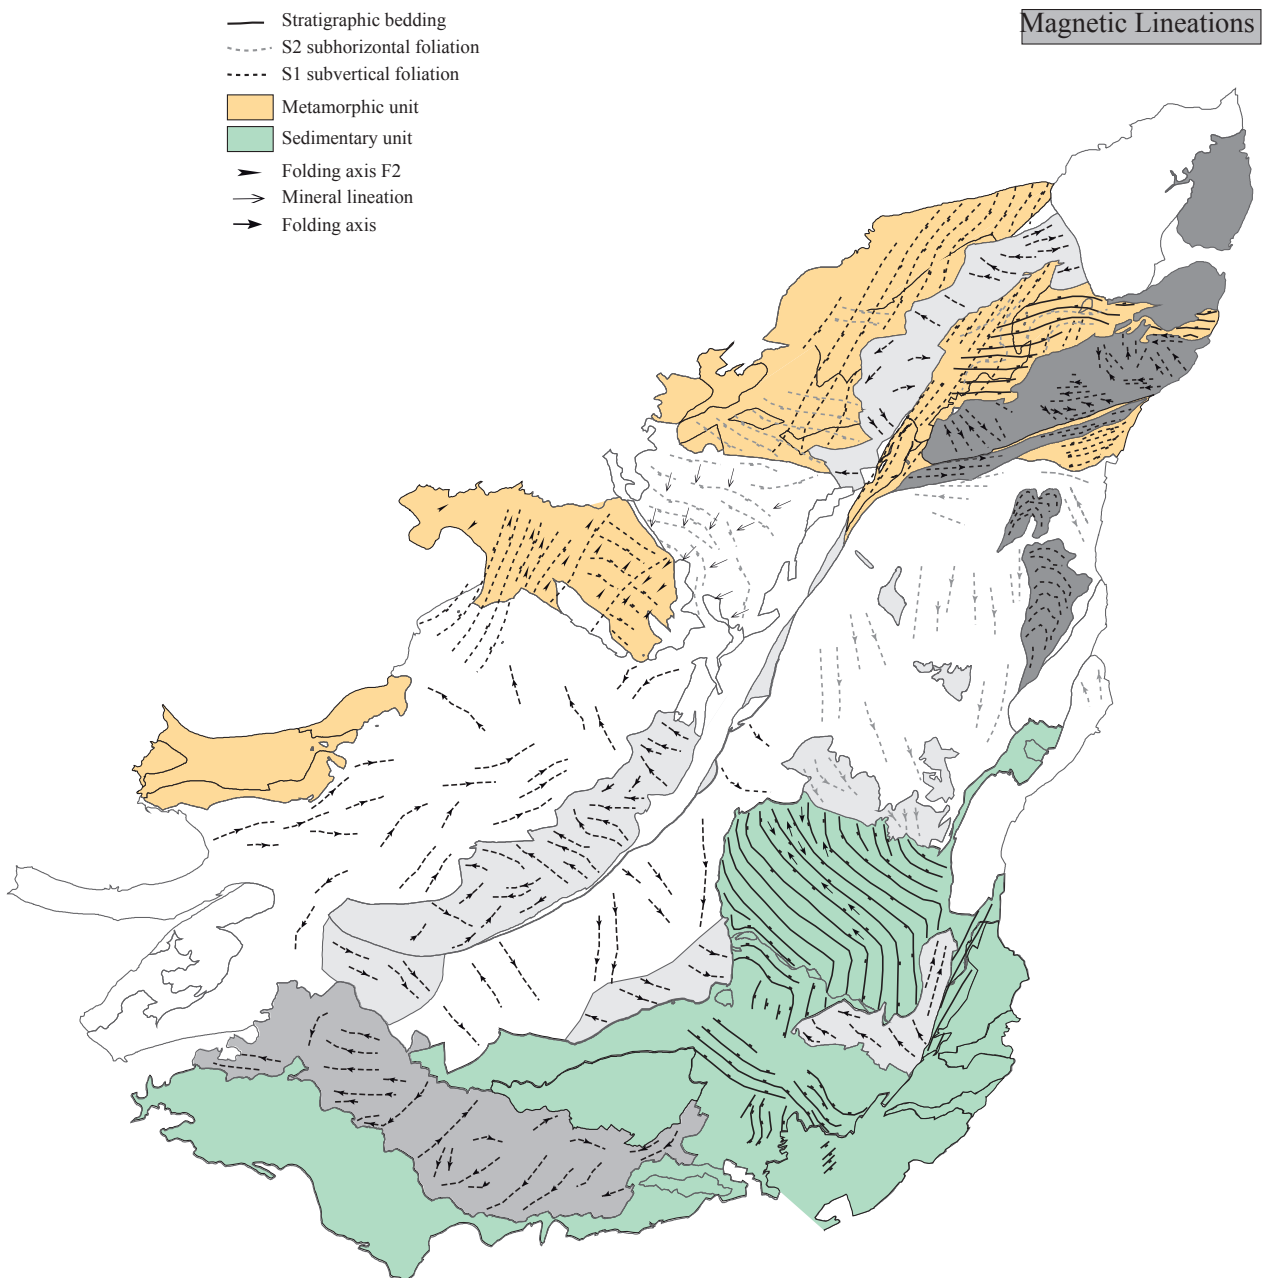 Magnetic Lineations
Stratigraphic bedding
S2 subhorizontal foliation
S1 subvertical foliation
Metamorphic unit
Sedimentary unit
Folding axis F2
Mineral lineation
Folding axis